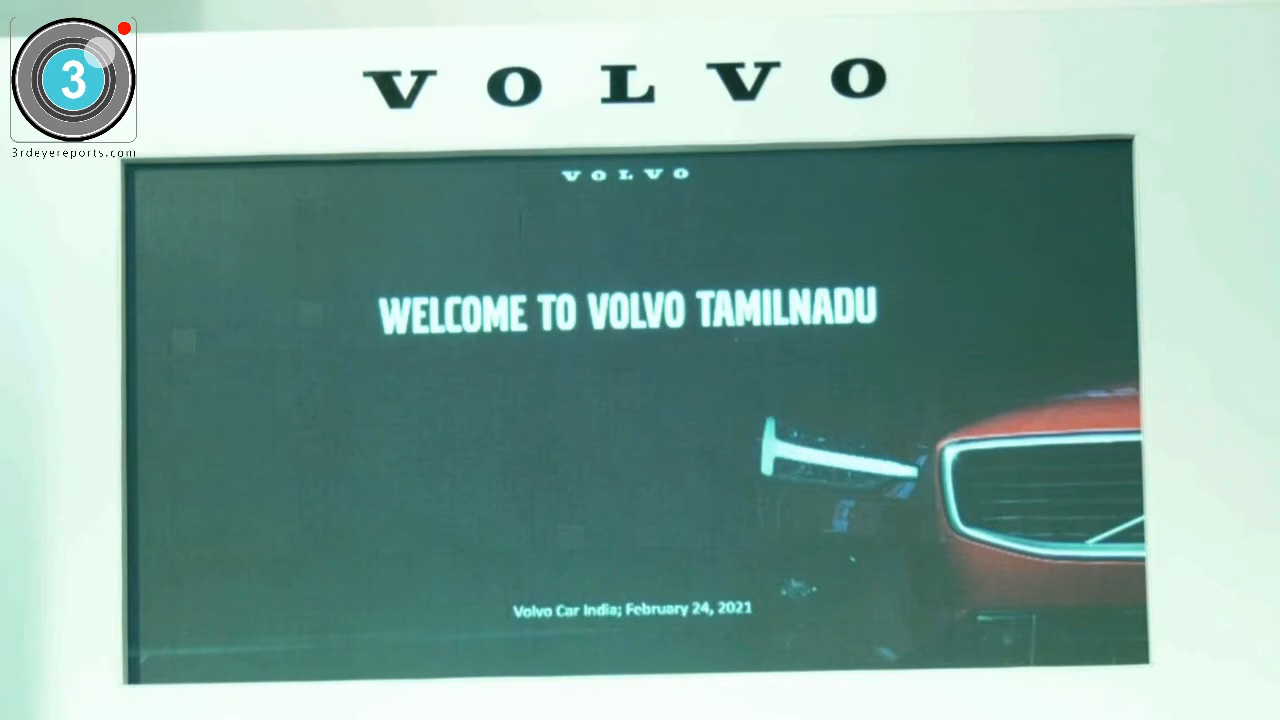 3
3rdeyereports.com
VOLVO
VOLVO
WELCOME TO VOLVO TAMILNADU
Volvo Car India; February 24, 2021